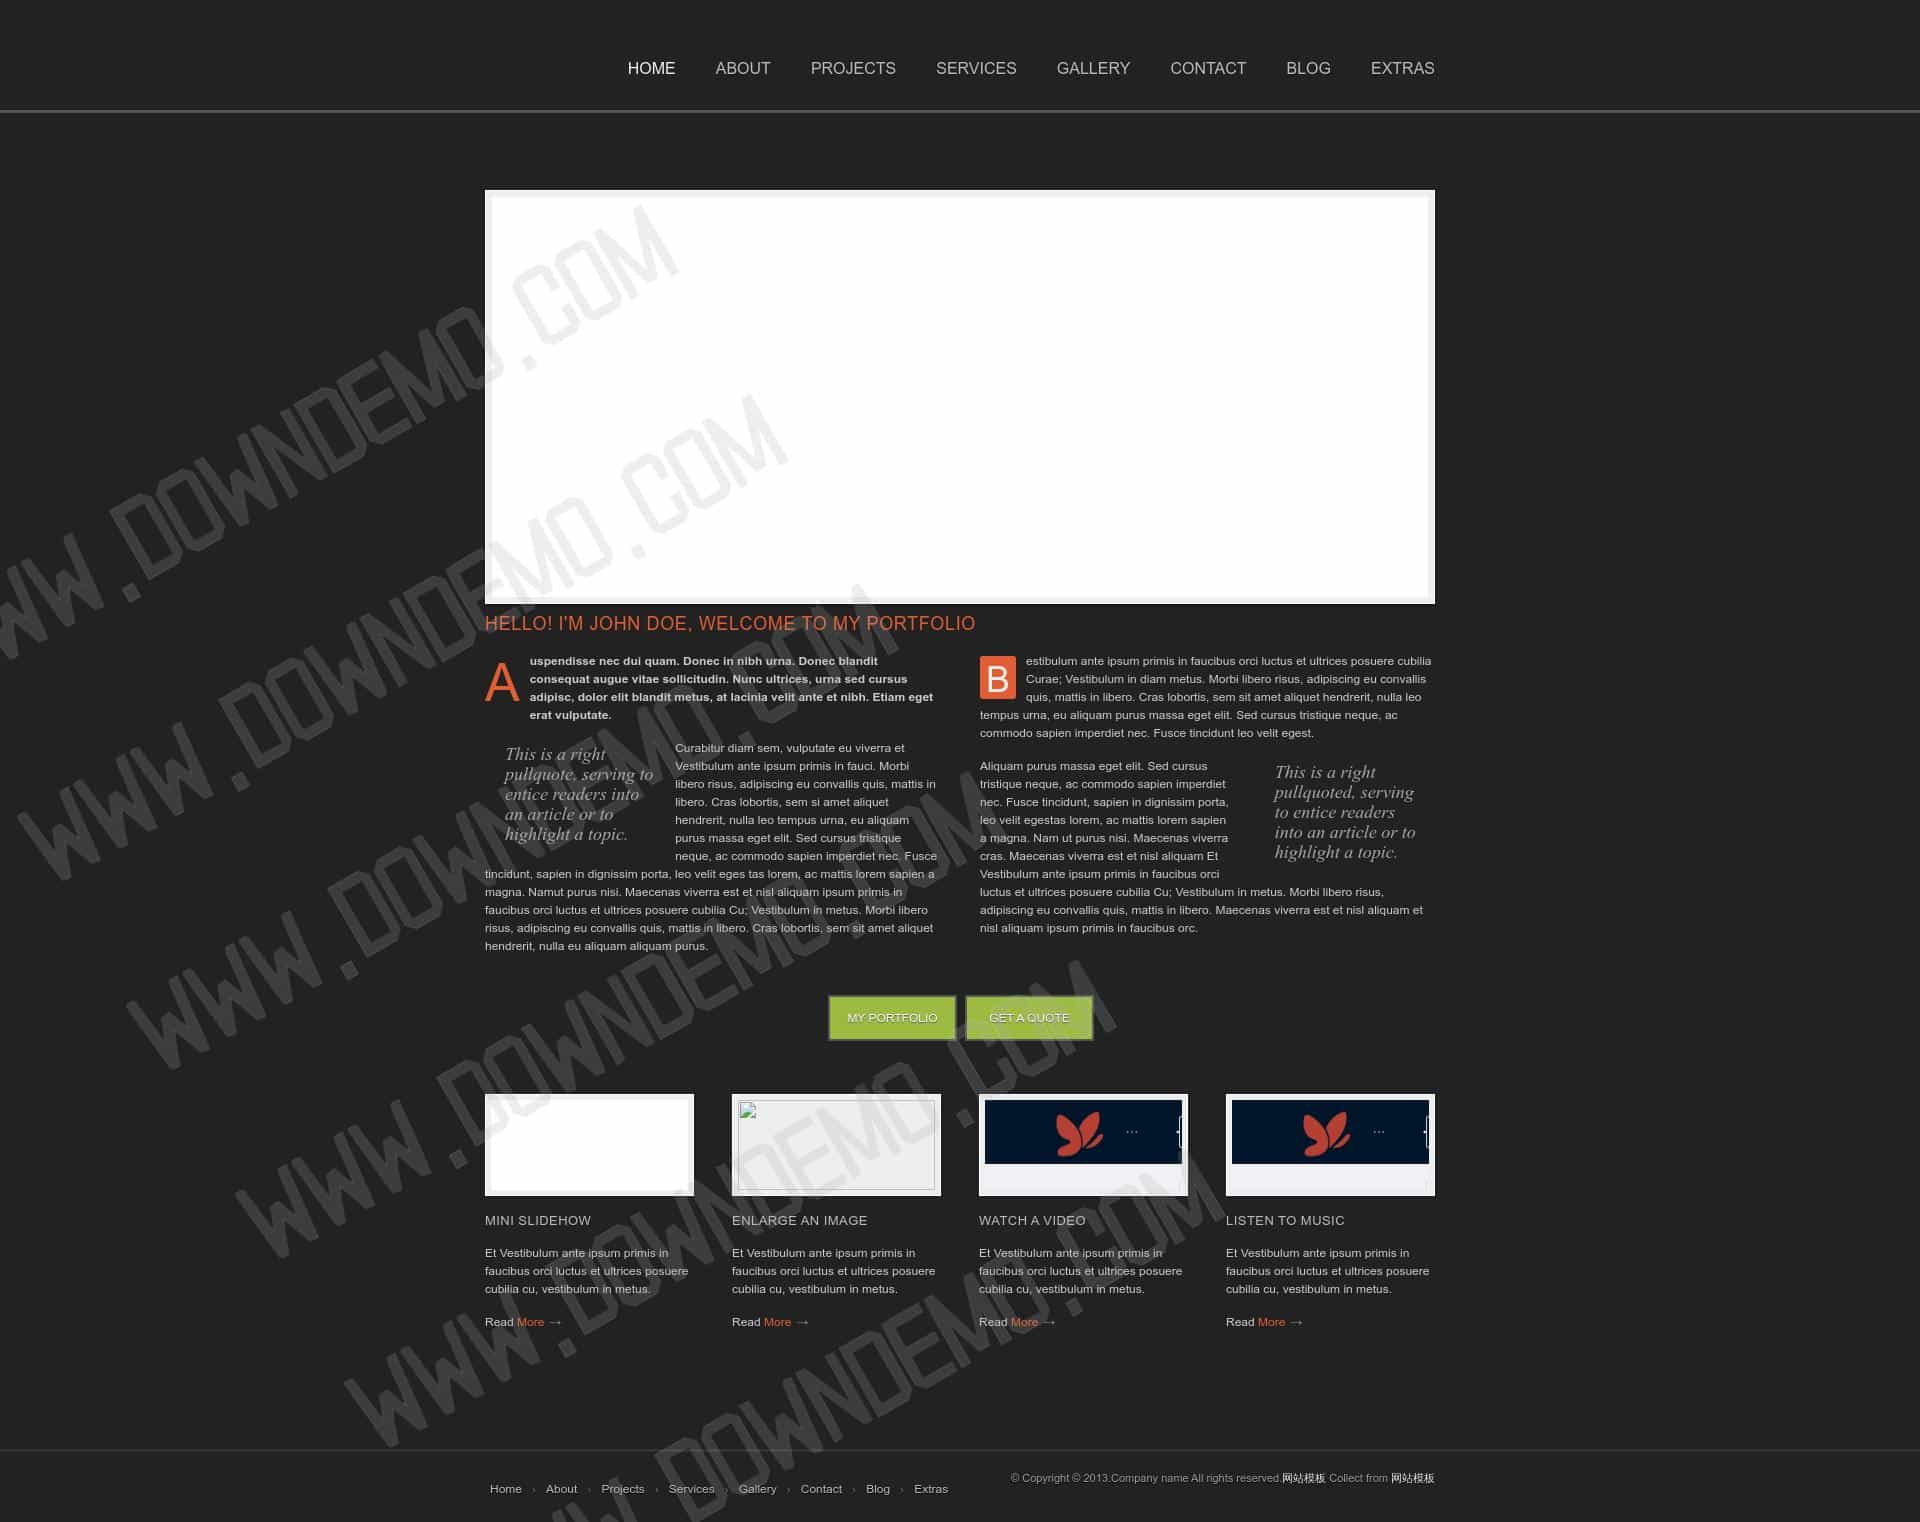 HOME ABOUT PROJECTS SERVICES GALLERY CONTACT BLOG EXTRAS
WWW.DOWNDEMO.COM
WWW.DOWNDEMO.COM
WWW.DOWNDEMO.COM
WWW.DOWNDEMO.COM
WWW.DOWNDEMO.COM
WWW.DOWNDEMO.COM
HELLO! I'M JOHN DOE, WELCOME TO MY PORTFOLIO
A uspendisse nec dui quam. Donec in nibh urna. Donec blandit
consequat augue vitae sollicitudin. Nunc ultrices, urna sed cursus
adipisc, dolor elit blandit metus, at lacinia velit ante et nibh. Etiam eget
erat vulputate.
This is a right
pullquote, serving to
entice readers into
an article or to
highlight a topic.
Curabitur diam sem, vulputate eu viverra et
Vestibulum ante ipsum primis in fauci. Morbi
libero risus, adipiscing eu convallis quis, mattis in
libero. Cras lobortis, sem si amet aliquet
hendrerit, nulla leo tempus urna, eu aliquam
purus massa eget elit. Sed cursus tristique
neque, ac commodo sapien imperdiet nec. Fusce
tincidunt, sapien in dignissim porta, leo velit eges tas lorem, ac mattis lorem sapien a
magna. Namut purus nisi. Maecenas viverra est et nisl aliquam ipsum primis in
faucibus orci luctus et ultrices posuere cubilia Cu; Vestibulum in metus. Morbi libero
risus, adipiscing eu convallis quis, mattis in libero. Cras lobortis, sem sit amet aliquet
hendrerit, nulla eu aliquam aliquam purus.
B estibulum ante ipsum primis in faucibus orci luctus et ultrices posuere cubilia
Curae; Vestibulum in diam metus. Morbi libero risus, adipiscing eu convallis
quis, mattis in libero. Cras lobortis, sem sit amet aliquet hendrerit, nulla leo
tempus urna, eu aliquam purus massa eget elit. Sed cursus tristique neque, ac
commodo sapien imperdiet nec. Fusce tincidunt leo velit egest.
Aliquam purus massa eget elit. Sed cursus
tristique neque, ac commodo sapien imperdiet
nec. Fusce tincidunt, sapien in dignissim porta,
leo velit egestas lorem, ac mattis lorem sapien
a magna. Nam ut purus nisi. Maecenas viverra
cras. Maecenas viverra est et nisl aliquam Et
Vestibulum ante ipsum primis in faucibus orci
luctus et ultrices posuere cubilia Cu; Vestibulum in metus. Morbi libero risus,
adipiscing eu convallis quis, mattis in libero. Maecenas viverra est et nisl aliquam et
nisl aliquam ipsum primis in faucibus orc.
This is a right
pullquoted, serving
to entice readers
into an article or to
highlight a topic.
MY PORTFOLIO GET A QUOTE
MINI SLIDEHOW
Et Vestibulum ante ipsum primis in
faucibus orci luctus et ultrices posuere
cubilia cu, vestibulum in metus.
Read More →
ENLARGE AN IMAGE
Et Vestibulum ante ipsum primis in
faucibus orci luctus et ultrices posuere
cubilia cu, vestibulum in metus.
Read More →
WATCH A VIDEO
Et Vestibulum ante ipsum primis in
faucibus orci luctus et ultrices posuere
cubilia cu, vestibulum in metus.
Read More →
LISTEN TO MUSIC
Et Vestibulum ante ipsum primis in
faucibus orci luctus et ultrices posuere
cubilia cu, vestibulum in metus.
Read More →
Home › About › Projects › Services › Gallery › Contact › Blog › Extras
© Copyright © 2013.Company name All rights reserved.网站模板 Collect from 网站模板